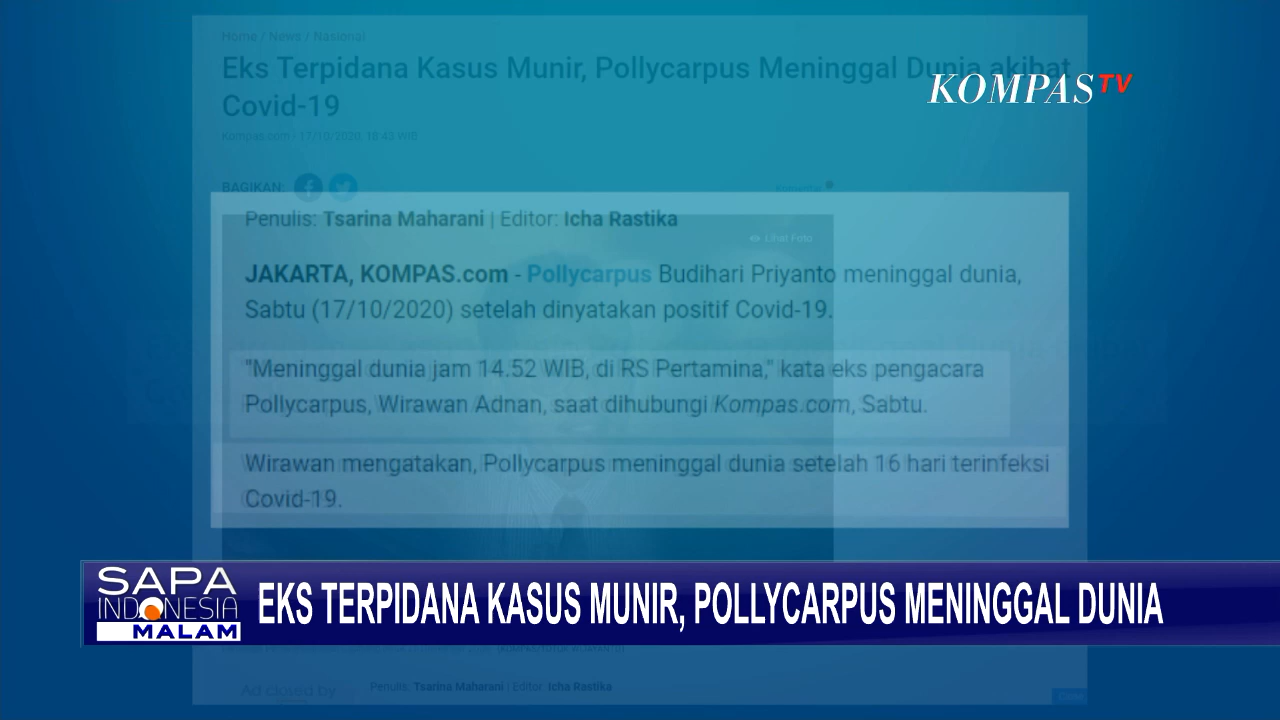 Home / News / Nasional
Eks Terpidana Kasus Munir, Pollycarpus Meninggal Dunia akibat
Covid-19
KOMPAS TV
Kompas.com / 17/10/2020, 18:43 WIB
BAGIKAN:
Komentar
Penulis: Tsarina Maharani | Editor: Icha Rastika
Lihat Foto
JAKARTA, KOMPAS.com - Pollycarpus Budihari Priyanto meninggal dunia,
Sabtu (17/10/2020) setelah dinyatakan positif Covid-19.
"Meninggal dunia jam 14.52 WIB, di RS Pertamina," kata eks pengacara
Pollycarpus, Wirawan Adnan, saat dihubungi Kompas.com, Sabtu.
Wirawan mengatakan, Pollycarpus meninggal dunia setelah 16 hari terinfeksi
Covid-19.
SAPA
INDONESIA
MALAM
EKS TERPIDANA KASUS MUNIR, POLLYCARPUS MENINGGAL DUNIA
Ad closed by
Penulis: Tsarina Maharani | Editor: Icha Rastika